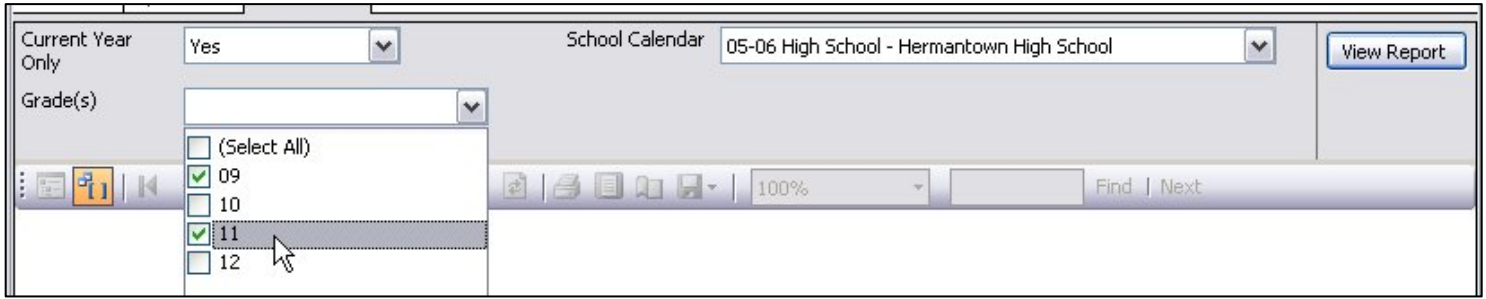 Current Year Only
Yes
School Calendar
05-06 High School - Hermantown High School
View Report
Grade(s)
(Select All)
09
10
11
12
100%
Find | Next